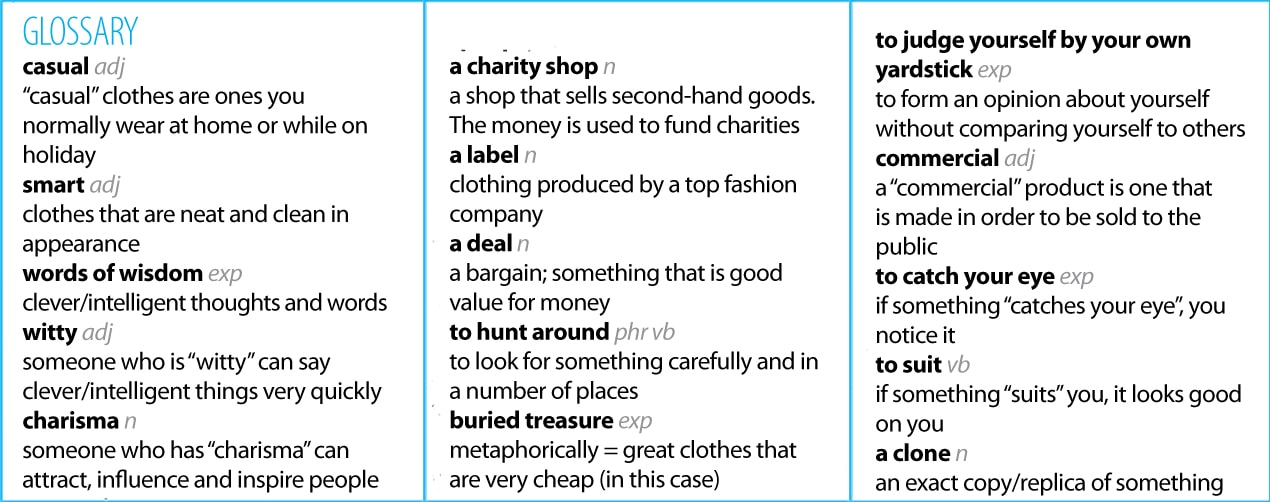 GLOSSARY
casual adj
“casual” clothes are ones you
normally wear at home or while on
holiday
smart adj
clothes that are neat and clean in
appearance
words of wisdom exp
clever/intelligent thoughts and words
witty adj
someone who is “witty” can say
clever/intelligent things very quickly
charisma n
someone who has “charisma” can
attract, influence and inspire people
a charity shop n
a shop that sells second-hand goods.
The money is used to fund charities
a label n
clothing produced by a top fashion
company
a deal n
a bargain; something that is good
value for money
to hunt around phr vb
to look for something carefully and in
a number of places
buried treasure exp
metaphorically = great clothes that
are very cheap (in this case)
to judge yourself by your own
yardstick exp
to form an opinion about yourself
without comparing yourself to others
commercial adj
a “commercial” product is one that
is made in order to be sold to the
public
to catch your eye exp
if something “catches your eye”, you
notice it
to suit vb
if something “suits” you, it looks good
on you
a clone n
an exact copy/replica of something